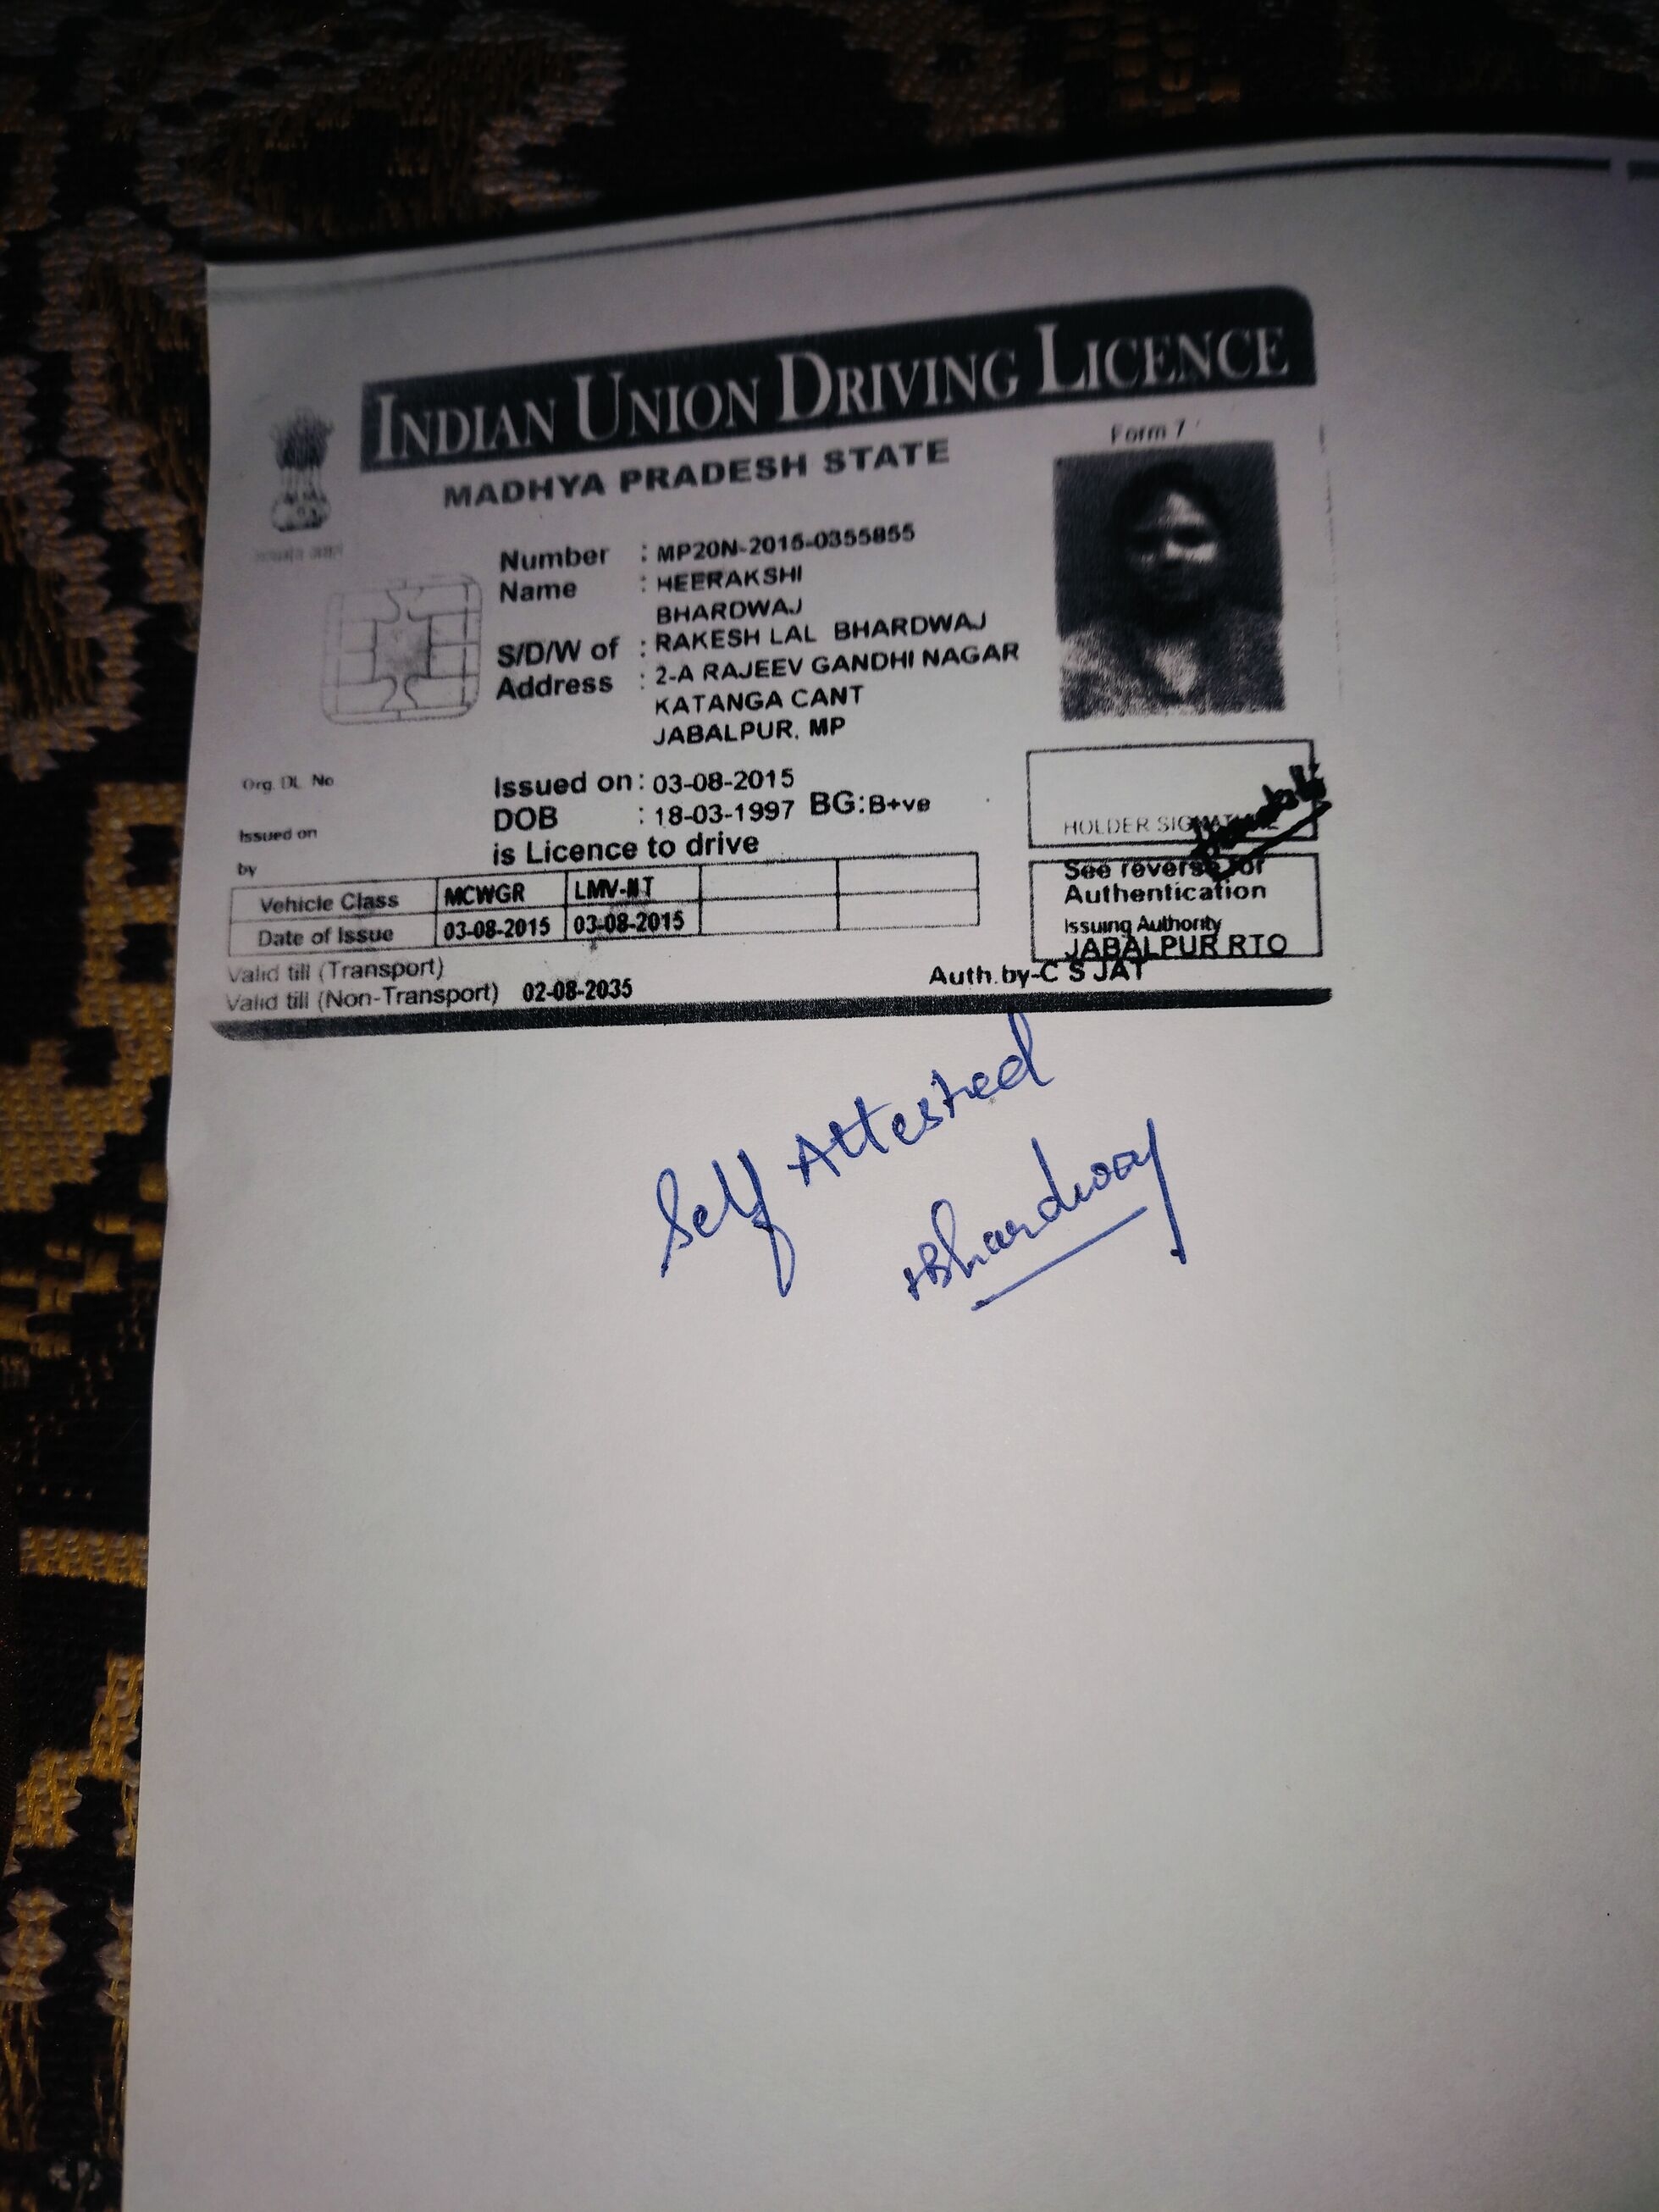 INDIAN UNION DRIVING LICENCE
Form 7
MADHYA PRADESH STATE
Number : MP20N-2015-0355855
Name : HEERAKSHI
BHARDWAJ
S/D/W of : RAKESH LAL BHARDWAJ
Address : 2-A RAJEEV GANDHI NAGAR
KATANGA CANT
JABALPUR, MP
Org. DL. No
Issued on : 03-08-2015
DOB : 18-03-1997 BG:B+ve
Issued on
by
is Licence to drive
HOLDER SIGNATURE
Vehicle Class MCWGR LMV-NT
Date of Issue 03-08-2015 03-08-2015
See reverse for
Authentication
Issuing Authority
JABALPUR RTO
Valid till (Transport)
Auth.by-C S JAT
Valid till (Non-Transport) 02-08-2035
Self Attested
HBhardwaj